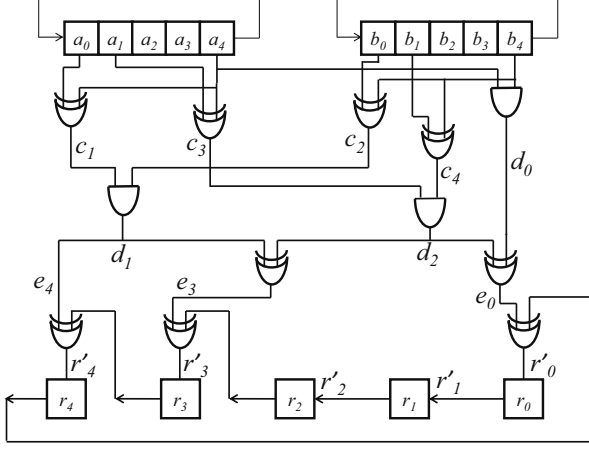 a₀ a₁ a₂ a₃ a₄ b₀ b₁ b₂ b₃ b₄
c₁ c₃ c₂ c₄ d₀
d₁ d₂
e₄ e₃ e₀
r'₄ r'₃ r'₂ r'₁ r'₀
r₄ r₃ r₂ r₁ r₀